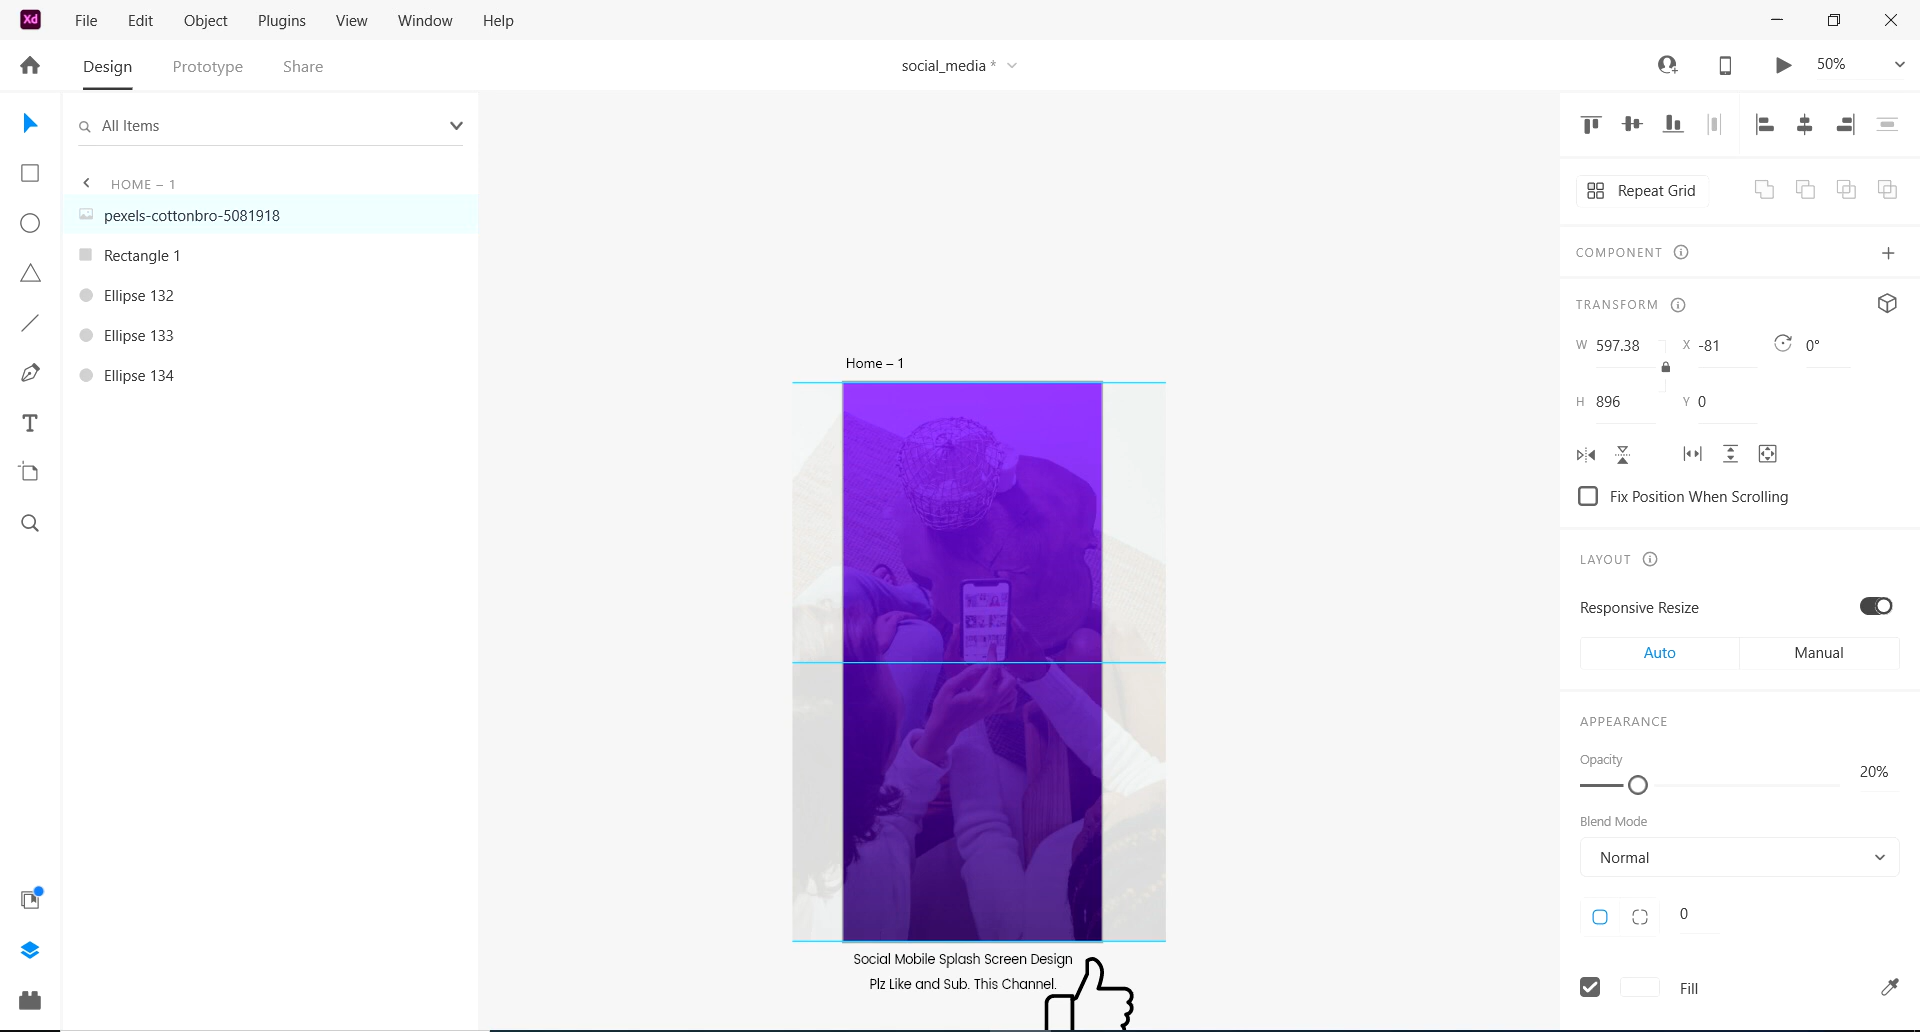 Xd File Edit Object Plugins View Window Help
Design Prototype Share social_media * 50%
All Items
HOME – 1
pexels-cottonbro-5081918
Rectangle 1
Ellipse 132
Ellipse 133
Ellipse 134
Home – 1
Social Mobile Splash Screen Design
Plz Like and Sub. This Channel.
Repeat Grid
COMPONENT
TRANSFORM
W 597.38 X -81 0°
H 896 Y 0
Fix Position When Scrolling
LAYOUT
Responsive Resize
Auto Manual
APPEARANCE
Opacity
20%
Blend Mode
Normal
0
Fill